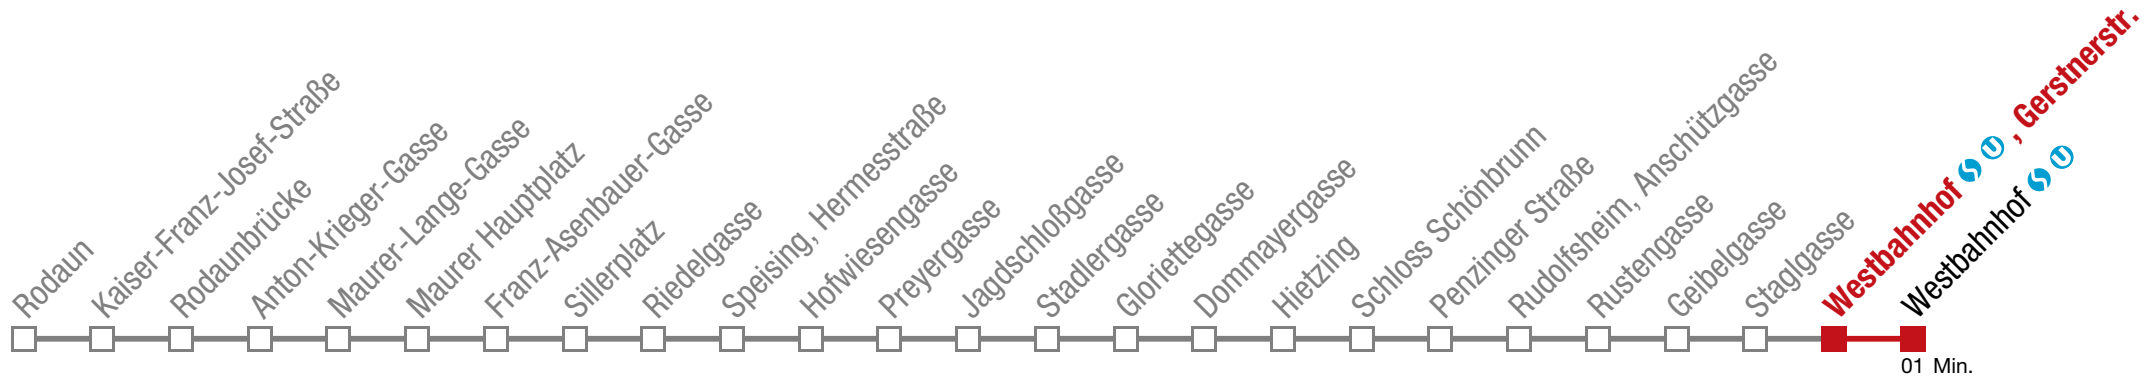 Rodaun
Kaiser-Franz-Josef-Straße
Rodaunbrücke
Anton-Krieger-Gasse
Maurer-Lange-Gasse
Maurer Hauptplatz
Franz-Asenbauer-Gasse
Sillerplatz
Riedelgasse
Speising, Hermesstraße
Hofwiesengasse
Preyergasse
Jagdschloßgasse
Stadlergasse
Gloriettegasse
Dommayergasse
Hietzing
Schloss Schönbrunn
Penzinger Straße
Rudolfsheim, Anschützgasse
Rustengasse
Geibelgasse
Staglgasse
Westbahnhof S U , Gerstnerstr.
Westbahnhof S U
01 Min.